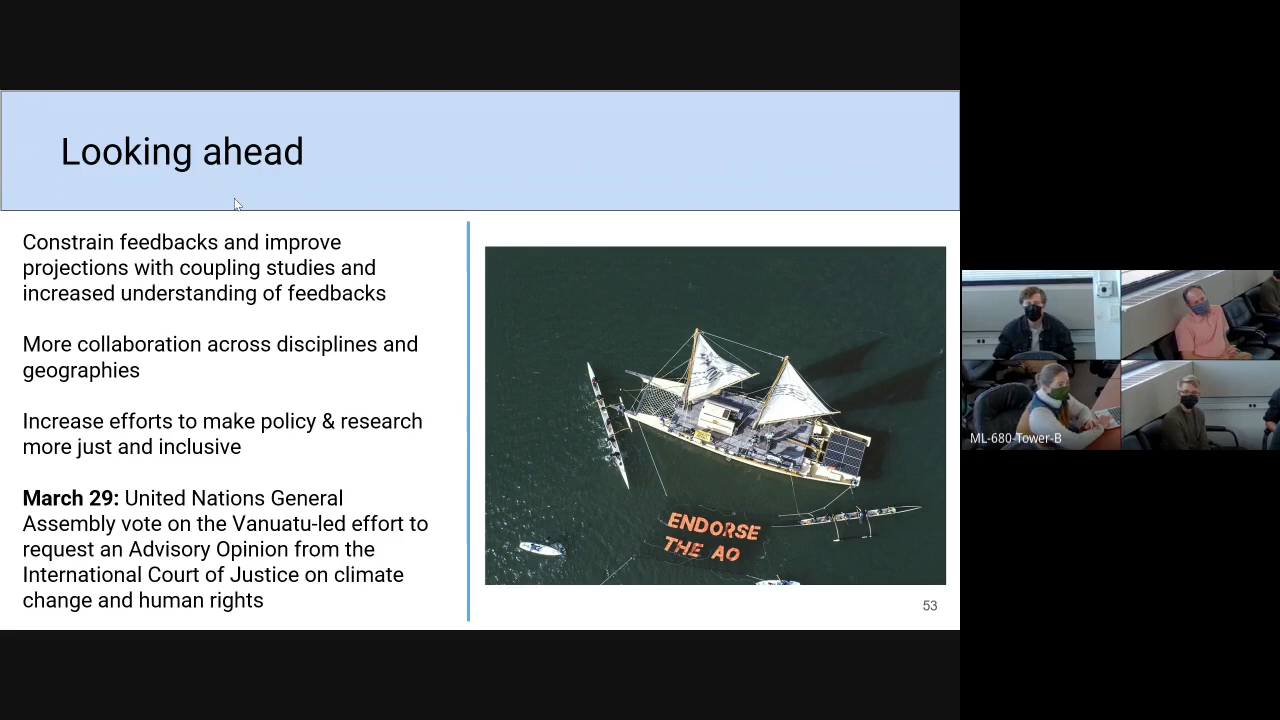 Looking ahead
Constrain feedbacks and improve
projections with coupling studies and
increased understanding of feedbacks
More collaboration across disciplines and
geographies
Increase efforts to make policy & research
more just and inclusive
March 29: United Nations General
Assembly vote on the Vanuatu-led effort to
request an Advisory Opinion from the
International Court of Justice on climate
change and human rights
ENDORSE
THE AO
53
ML-680-Tower-B